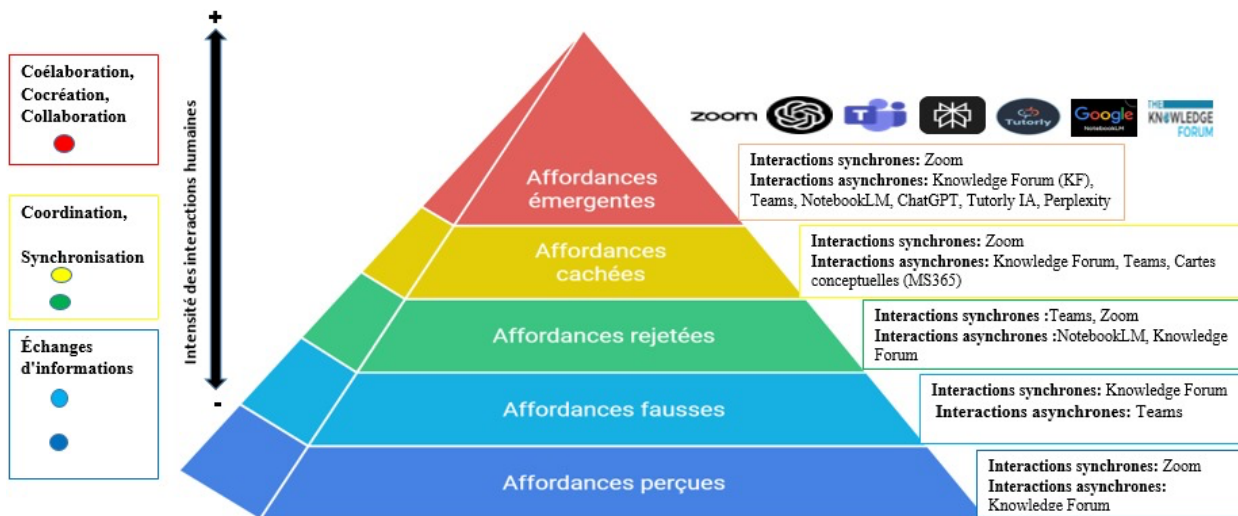 +
Coélaboration,
Cocréation,
Collaboration
Coordination,
Synchronisation
Échanges
d'informations
Intensité des interactions humaines
-
zoom
Tutorly
Google
NotebookLM
THE
KNOWLEDGE
FORUM
Affordances
émergentes
Interactions synchrones: Zoom
Interactions asynchrones: Knowledge Forum (KF),
Teams, NotebookLM, ChatGPT, Tutorly IA, Perplexity
Affordances
cachées
Interactions synchrones: Zoom
Interactions asynchrones: Knowledge Forum, Teams, Cartes
conceptuelles (MS365)
Affordances rejetées
Interactions synchrones :Teams, Zoom
Interactions asynchrones :NotebookLM, Knowledge
Forum
Affordances fausses
Interactions synchrones: Knowledge Forum
Interactions asynchrones: Teams
Affordances perçues
Interactions synchrones: Zoom
Interactions asynchrones:
Knowledge Forum